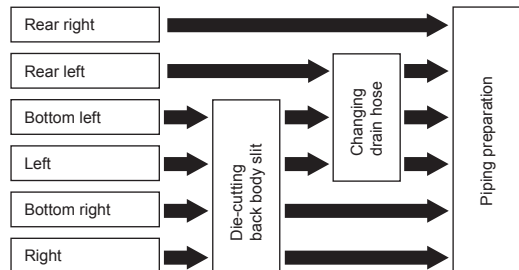 Rear right
Rear left
Bottom left
Left
Bottom right
Right
Die-cutting
back body slit
Changing
drain hose
Piping preparation